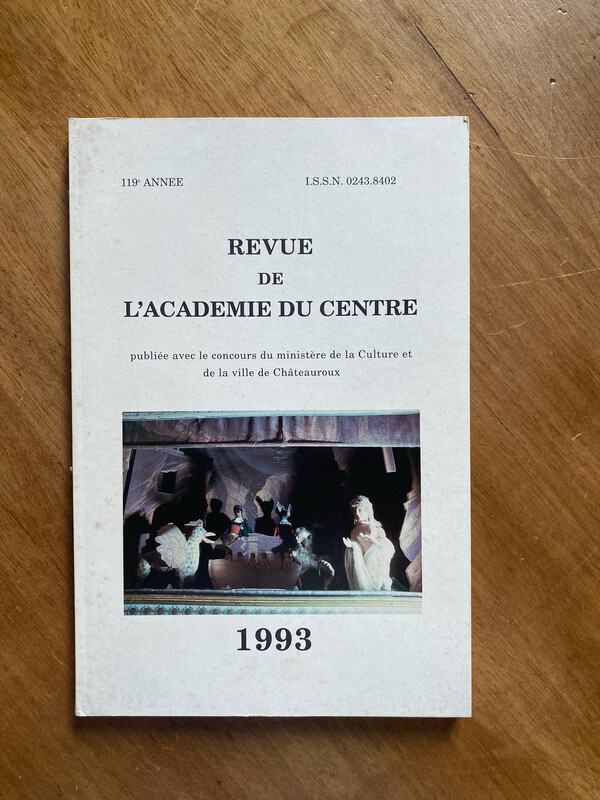 119e ANNEE
I.S.S.N. 0243.8402
REVUE
DE
L'ACADEMIE DU CENTRE
publiée avec le concours du ministère de la Culture et
de la ville de Châteauroux
1993